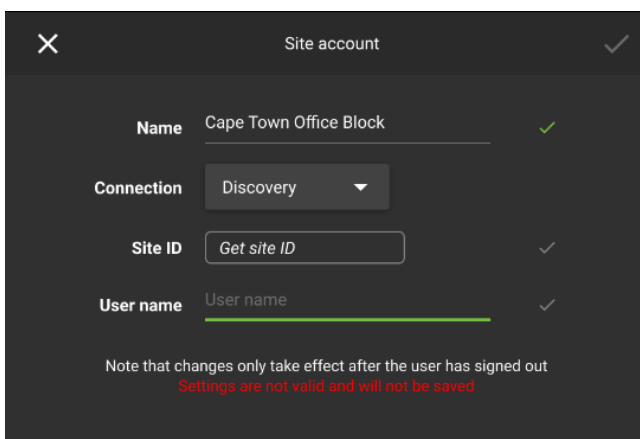 Site account
Name Cape Town Office Block
Connection Discovery
Site ID Get site ID
User name User name
Note that changes only take effect after the user has signed out
Settings are not valid and will not be saved